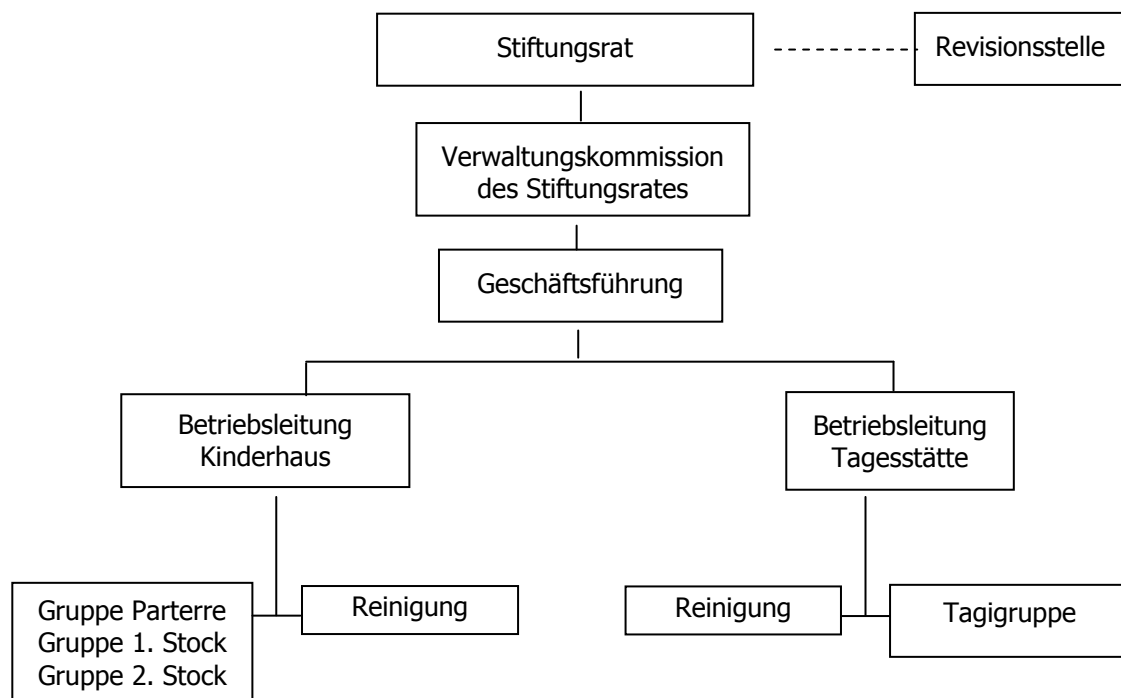 Stiftungsrat
Revisionsstelle
Verwaltungskommission
des Stiftungsrates
Geschäftsführung
Betriebsleitung
Kinderhaus
Betriebsleitung
Tagesstätte
Gruppe Parterre
Gruppe 1. Stock
Gruppe 2. Stock
Reinigung
Reinigung
Tagigruppe